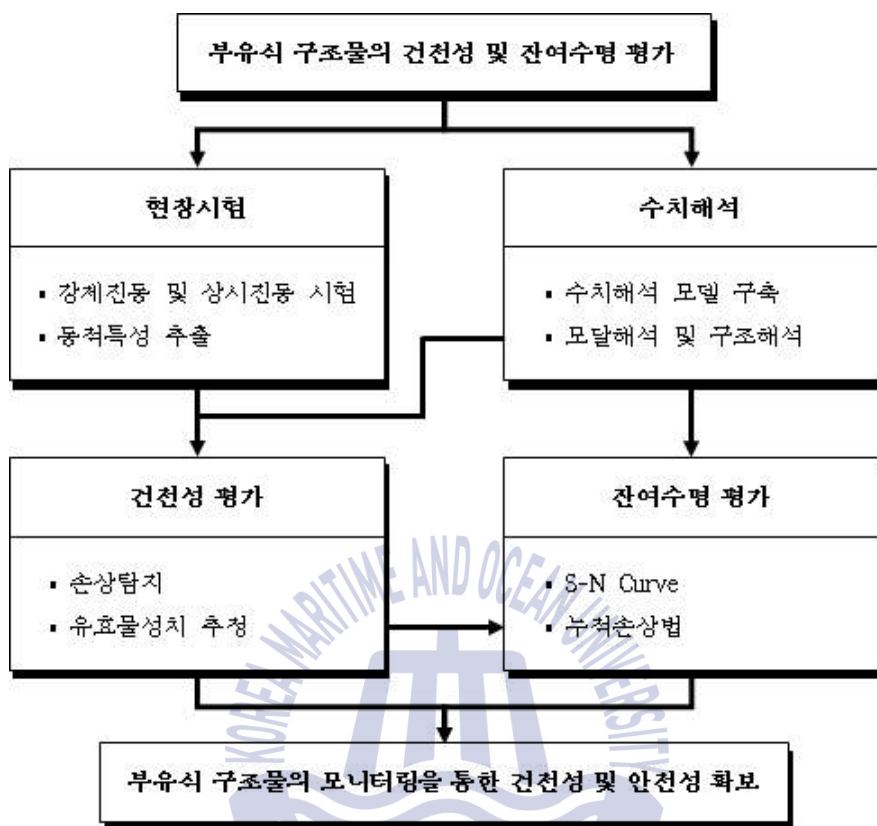 부유식 구조물의 건전성 및 잔여수명 평가
현장시험
▪ 강제진동 및 상시진동 시험
▪ 동적특성 추출
수치해석
▪ 수치해석 모델 구축
▪ 모달해석 및 구조해석
건전성 평가
▪ 손상탐지
▪ 유효물성치 추정
잔여수명 평가
▪ S-N Curve
▪ 누적손상법
KOREA MARITIME AND OCEAN UNIVERSITY
부유식 구조물의 모니터링을 통한 건전성 및 안전성 확보